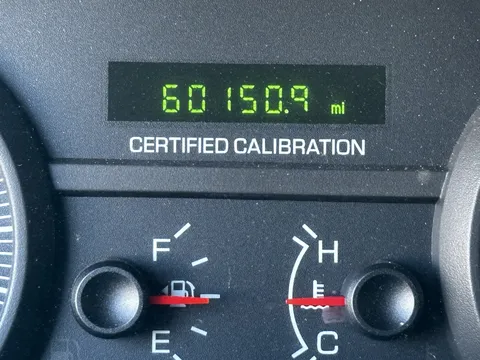 60150.9 mi
CERTIFIED CALIBRATION
F H
E C